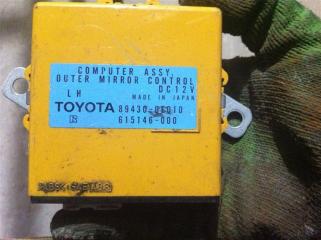 COMPUTER ASSY,
OUTER MIRROR CONTROL
LH DC12V
MADE IN JAPAN
TOYOTA
615146-000